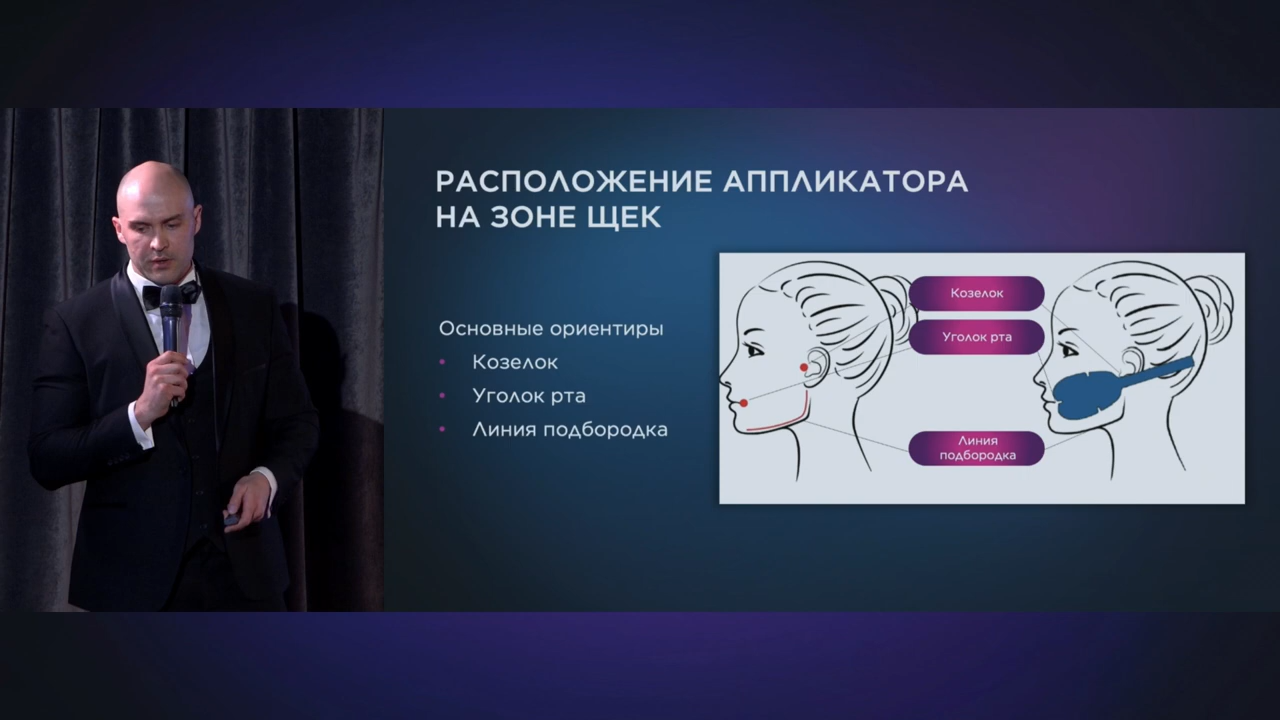 РАСПОЛОЖЕНИЕ АППЛИКАТОРА
НА ЗОНЕ ЩЕК
Основные ориентиры
• Козелок
• Уголок рта
• Линия подбородка
Козелок
Уголок рта
Линия
подбородка